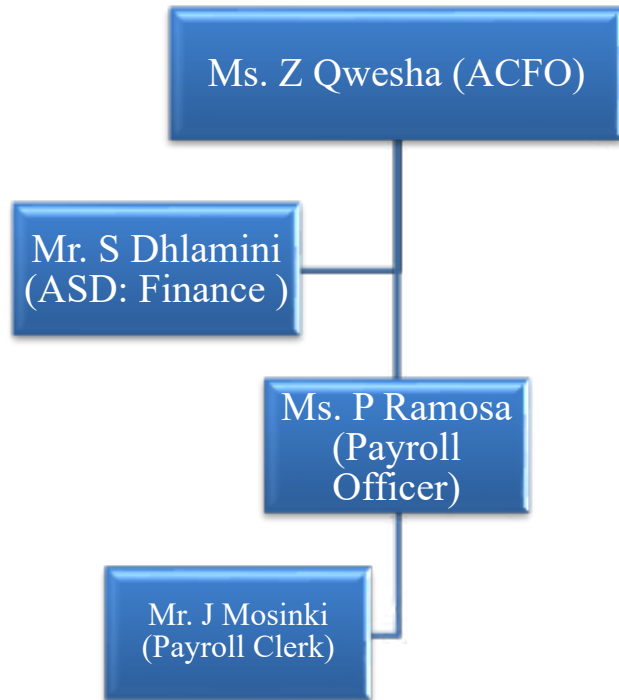 Ms. Z Qwesha (ACFO)
Mr. S Dhlamini
(ASD: Finance )
Ms. P Ramosa
(Payroll
Officer)
Mr. J Mosinki
(Payroll Clerk)